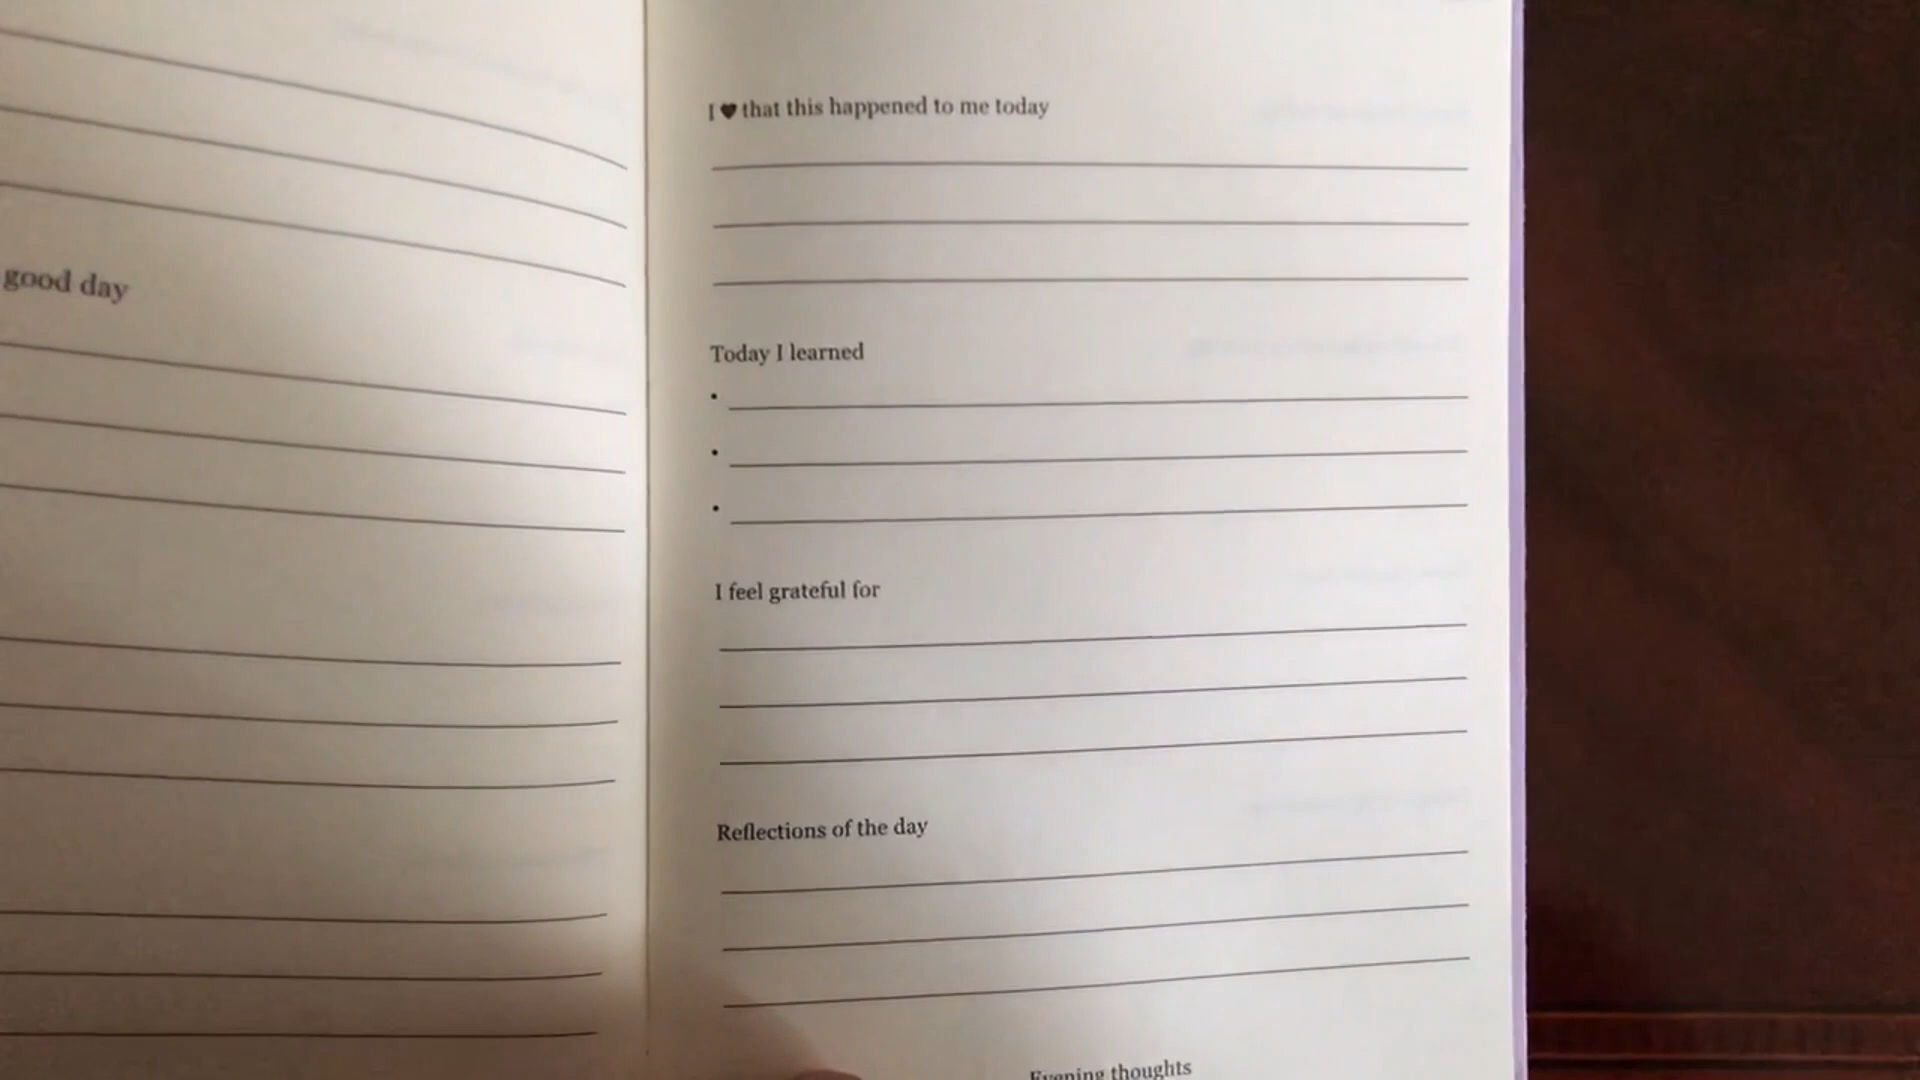 good day
I ♥ that this happened to me today
Today I learned
•
•
•
I feel grateful for
Reflections of the day
Evening thoughts